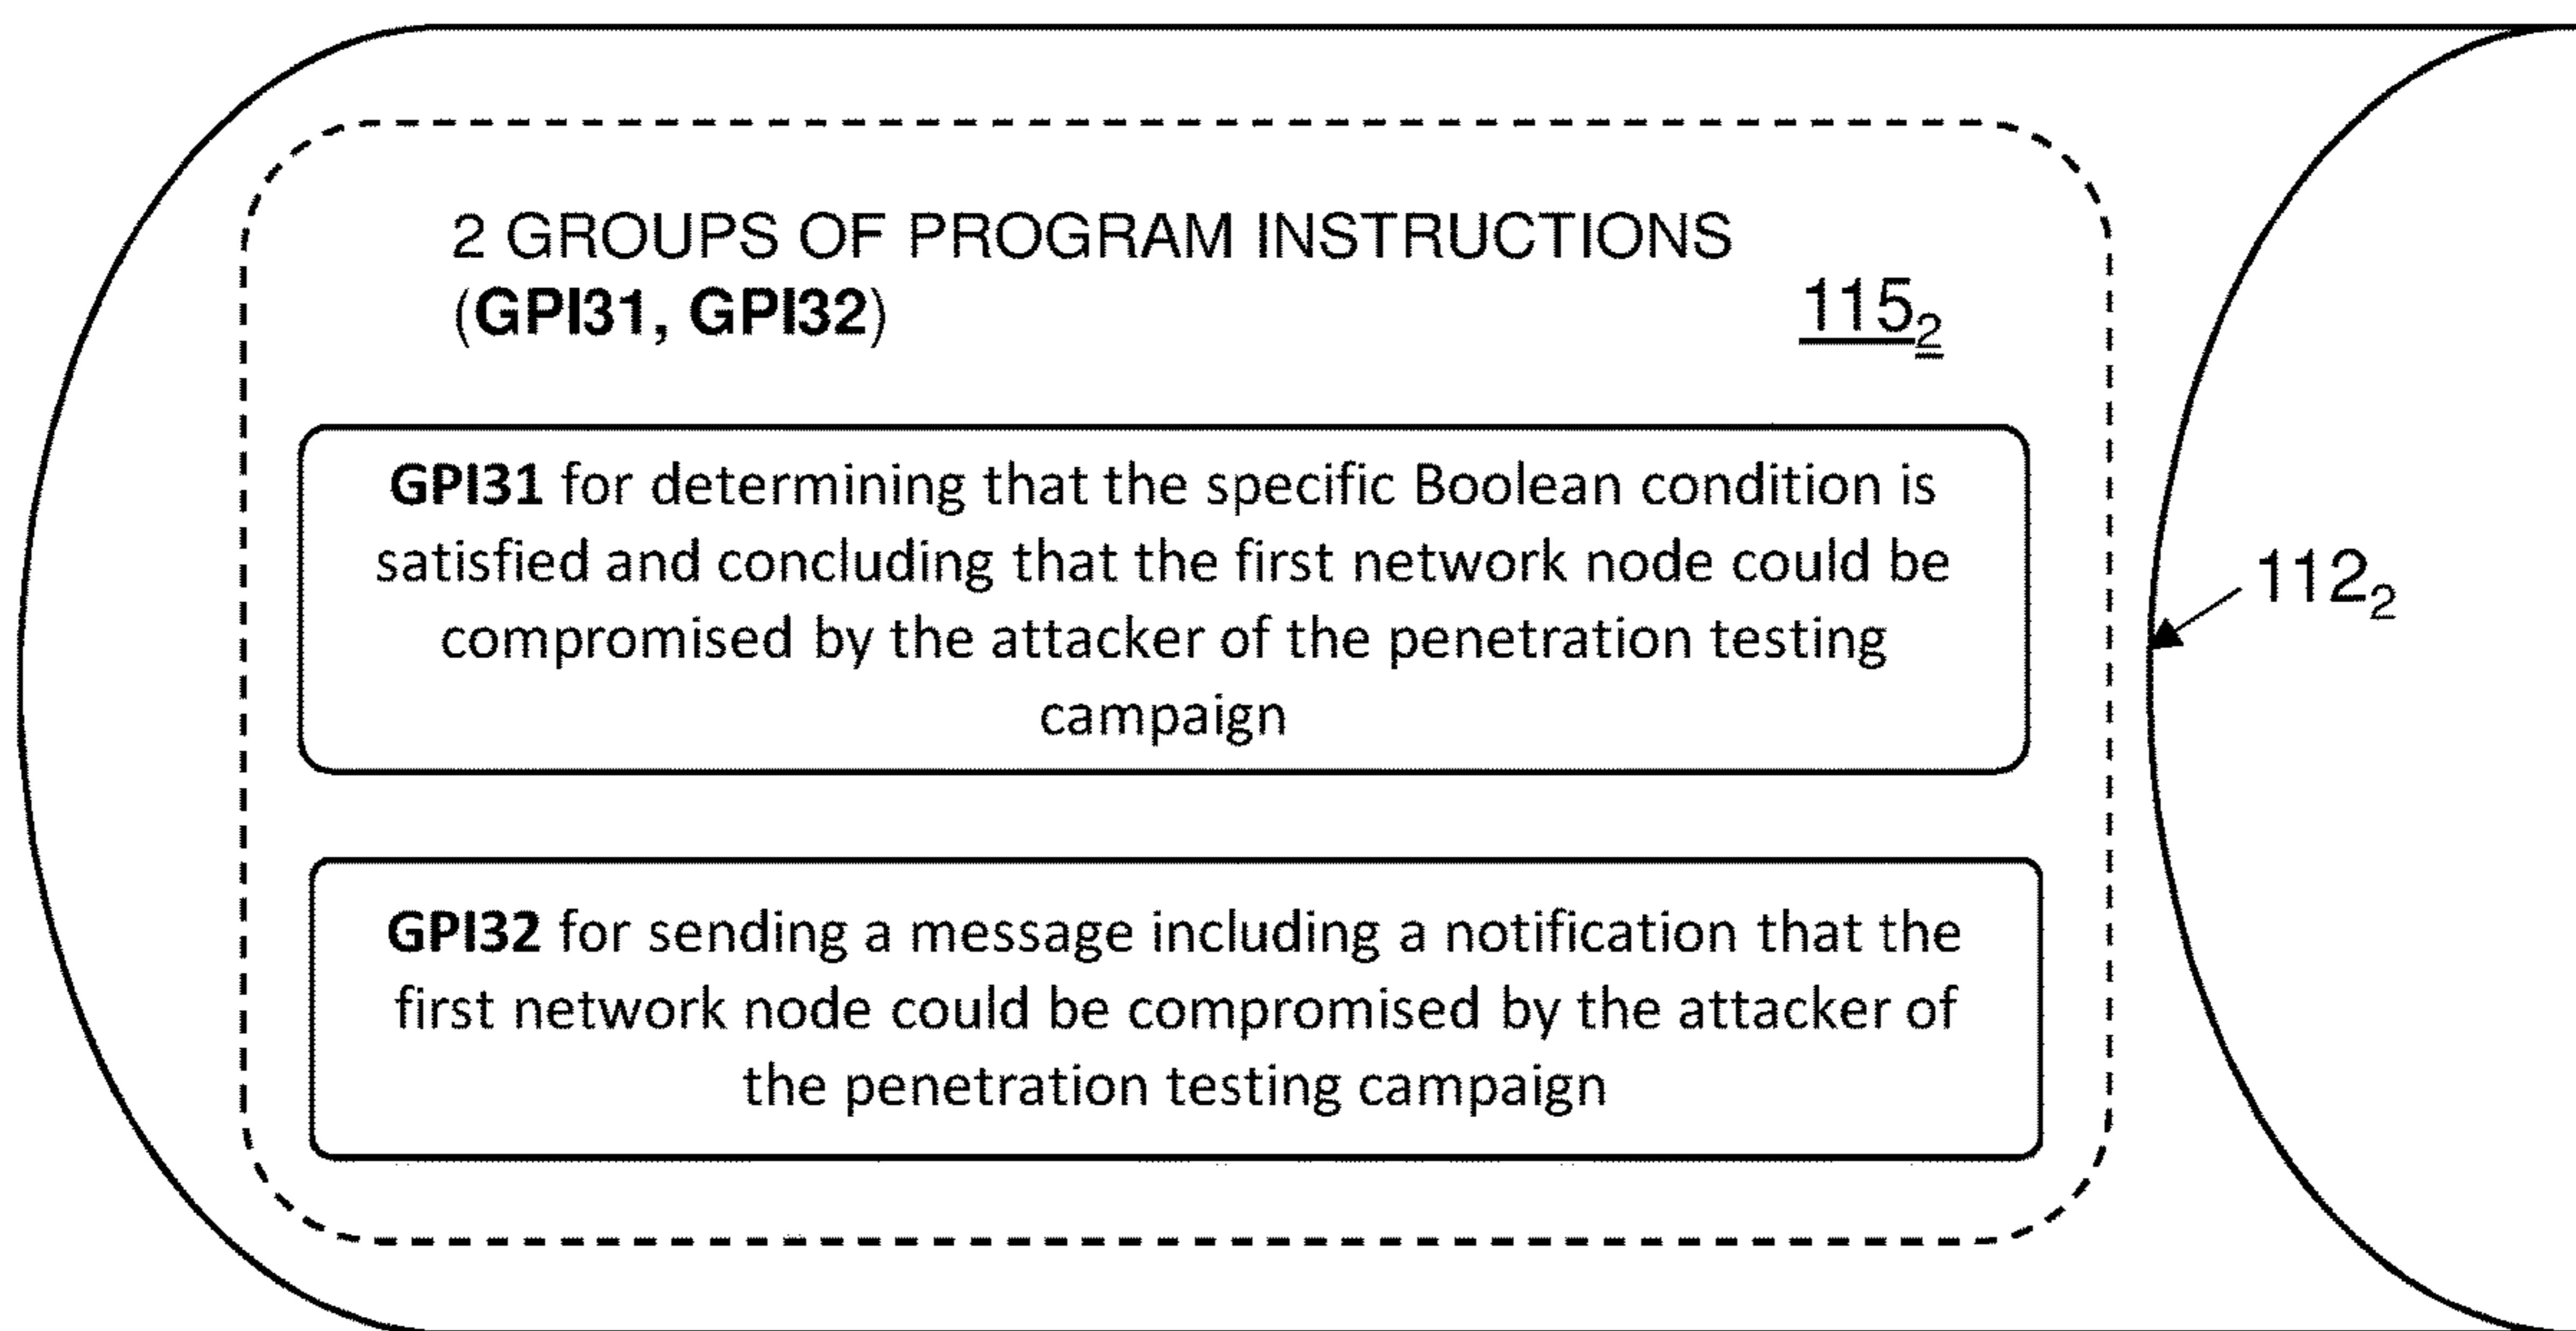 2 GROUPS OF PROGRAM INSTRUCTIONS
(GPI31, GPI32)
115₂
GPI31 for determining that the specific Boolean condition is
satisfied and concluding that the first network node could be
compromised by the attacker of the penetration testing
campaign
112₂
GPI32 for sending a message including a notification that the
first network node could be compromised by the attacker of
the penetration testing campaign